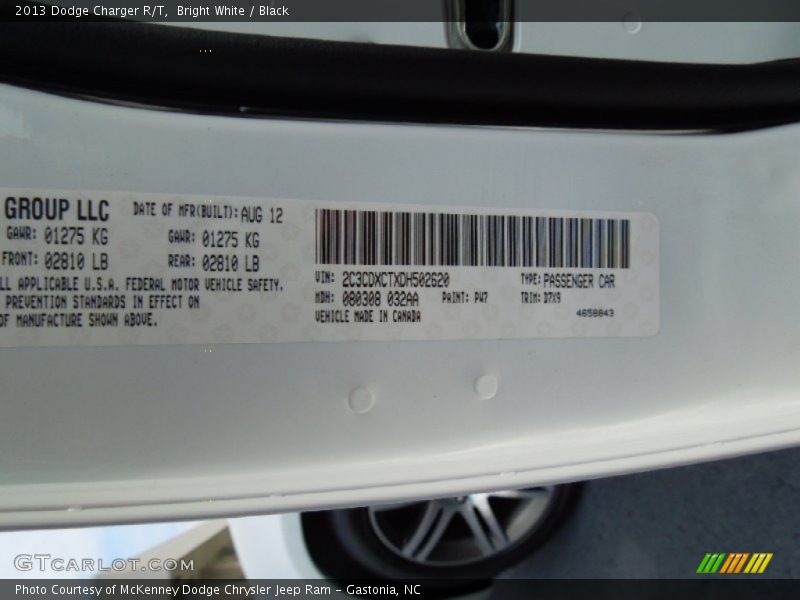 2013 Dodge Charger R/T, Bright White / Black
GROUP LLC
DATE OF MFR(BUILT): AUG 12
GAWR: 01275 KG
GAWR: 01275 KG
FRONT: 02810 LB
REAR: 02810 LB
ALL APPLICABLE U.S.A. FEDERAL MOTOR VEHICLE SAFETY,
PREVENTION STANDARDS IN EFFECT ON
OF MANUFACTURE SHOWN ABOVE.
VIN: 2C3CDXCTXDH502620
TYPE: PASSENGER CAR
MDH: 080308 032AA
PAINT: PW7
TRIM: D7X9
VEHICLE MADE IN CANADA
4658843
GTCarLot.com
Photo Courtesy of McKenney Dodge Chrysler Jeep Ram - Gastonia, NC